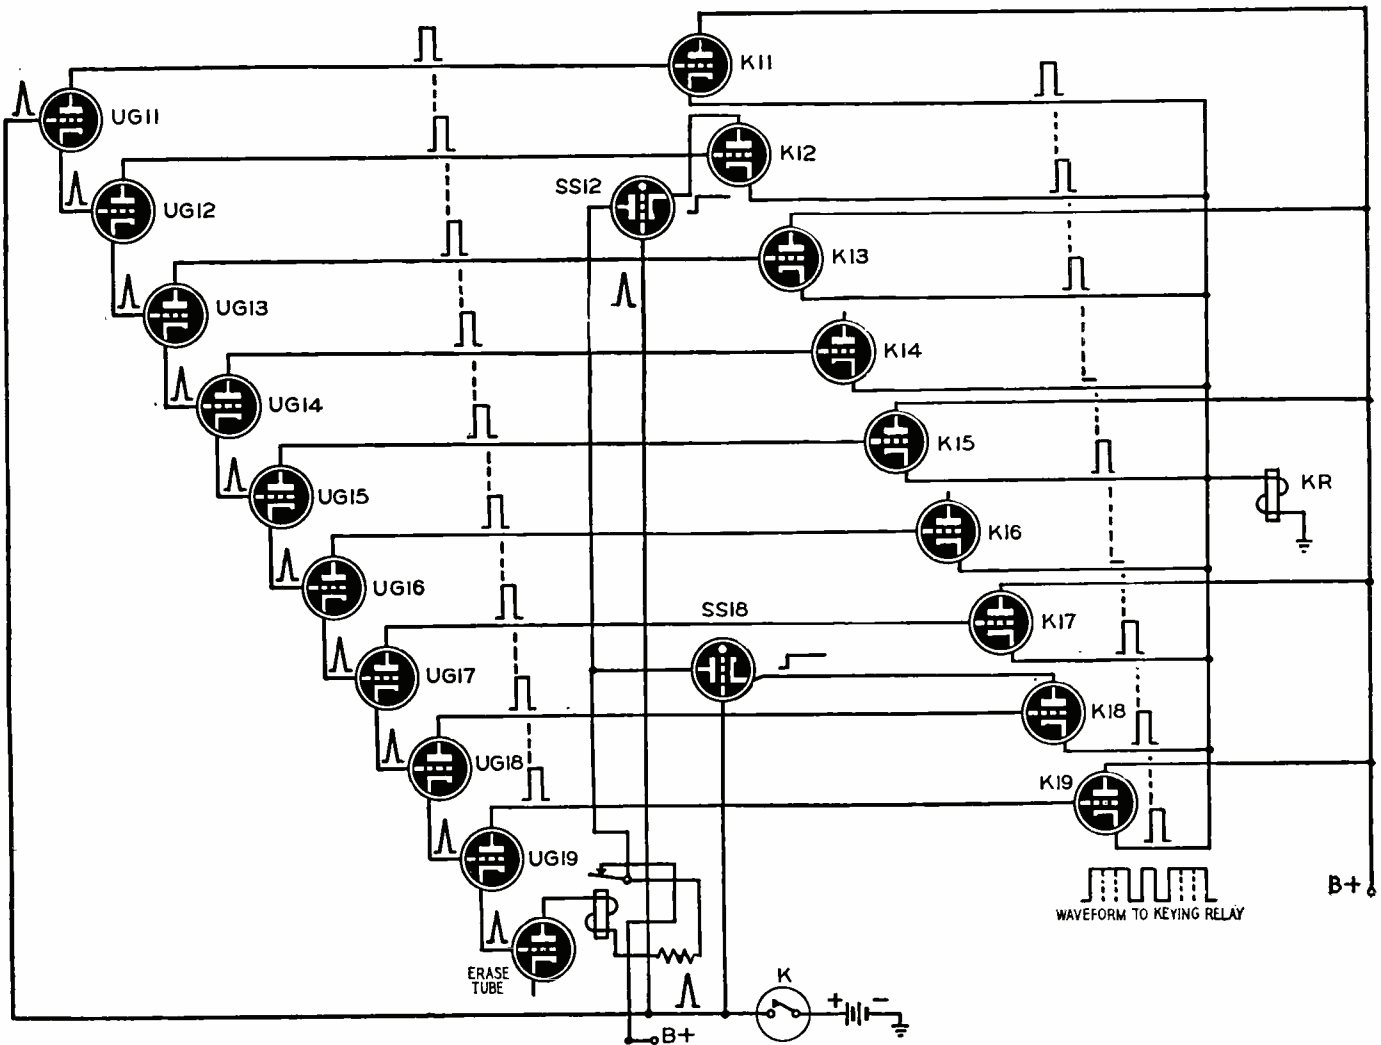 K11
UG11
K12
SS12
UG12
K13
UG13
K14
UG14
K15
UG15
KR
K16
UG16
SS18
K17
UG17
K18
UG18
K19
UG19
B+
WAVEFORM TO KEYING RELAY
ERASE
TUBE
K
+ −
B+